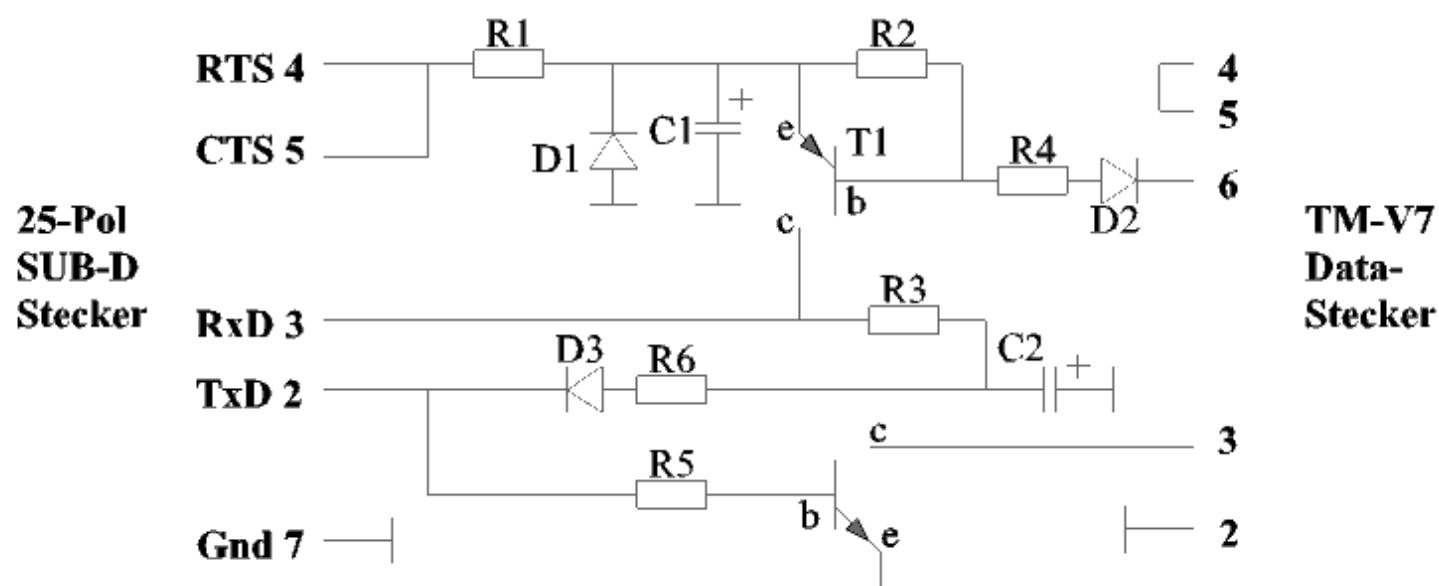 R1
R2
RTS 4
4
5
C1
+
e
T1
CTS 5
D1
R4
b
6
D2
25-Pol
SUB-D
Stecker
c
TM-V7
Data-
Stecker
R3
RxD 3
D3
R6
C2
+
TxD 2
c
3
R5
b
e
2
Gnd 7